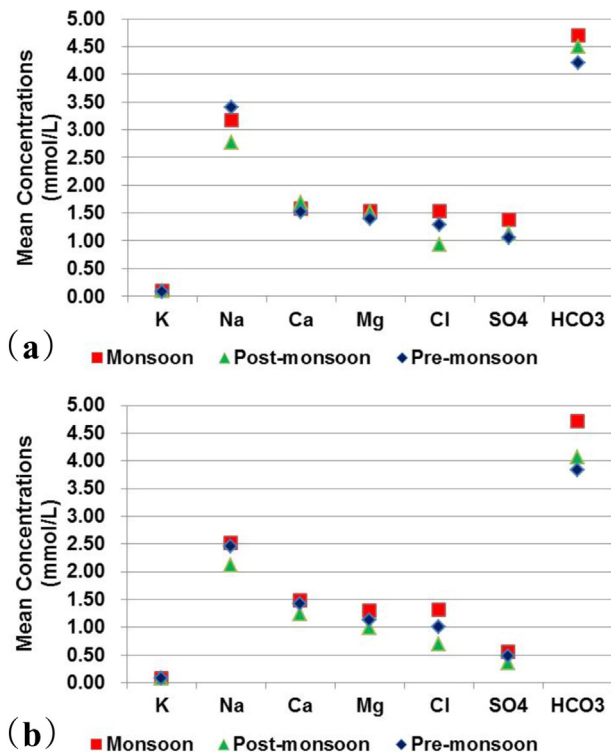 5.00
4.50
4.00
3.50
3.00
2.50
2.00
1.50
1.00
0.50
0.00
Mean Concentrations
(mmol/L)
K Na Ca Mg Cl SO4 HCO3
(a)
Monsoon Post-monsoon Pre-monsoon
5.00
4.50
4.00
3.50
3.00
2.50
2.00
1.50
1.00
0.50
0.00
Mean Concentrations
(mmol/L)
K Na Ca Mg Cl SO4 HCO3
(b)
Monsoon Post-monsoon Pre-monsoon